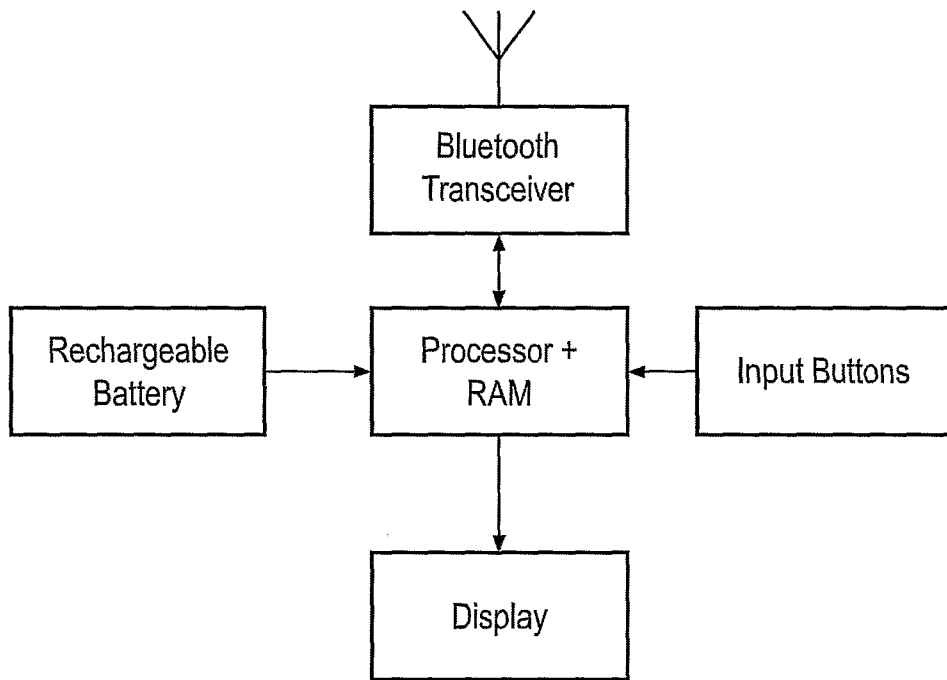 Bluetooth
Transceiver
Rechargeable
Battery
Processor +
RAM
Input Buttons
Display